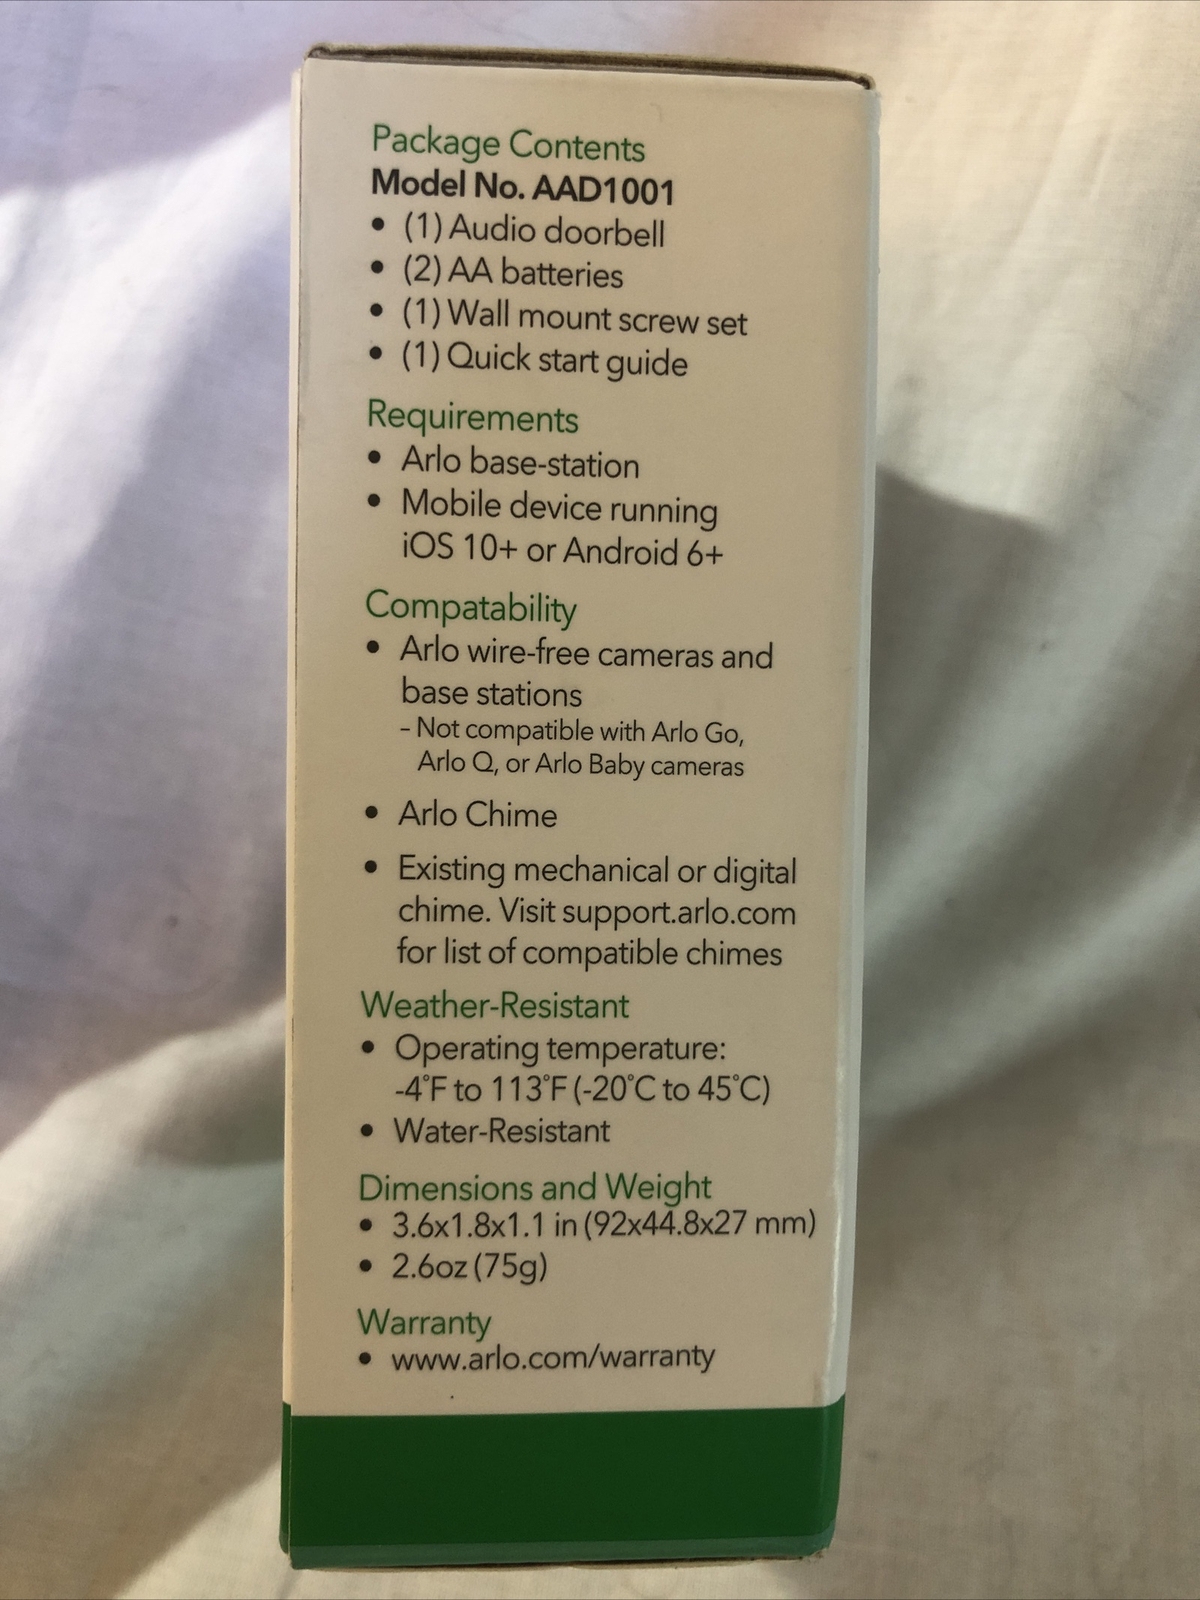 Package Contents
Model No. AAD1001
• (1) Audio doorbell
• (2) AA batteries
• (1) Wall mount screw set
• (1) Quick start guide
Requirements
• Arlo base-station
• Mobile device running
iOS 10+ or Android 6+
Compatability
• Arlo wire-free cameras and
base stations
- Not compatible with Arlo Go,
Arlo Q, or Arlo Baby cameras
• Arlo Chime
• Existing mechanical or digital
chime. Visit support.arlo.com
for list of compatible chimes
Weather-Resistant
• Operating temperature:
-4°F to 113°F (-20°C to 45°C)
• Water-Resistant
Dimensions and Weight
• 3.6x1.8x1.1 in (92x44.8x27 mm)
• 2.6oz (75g)
Warranty
• www.arlo.com/warranty